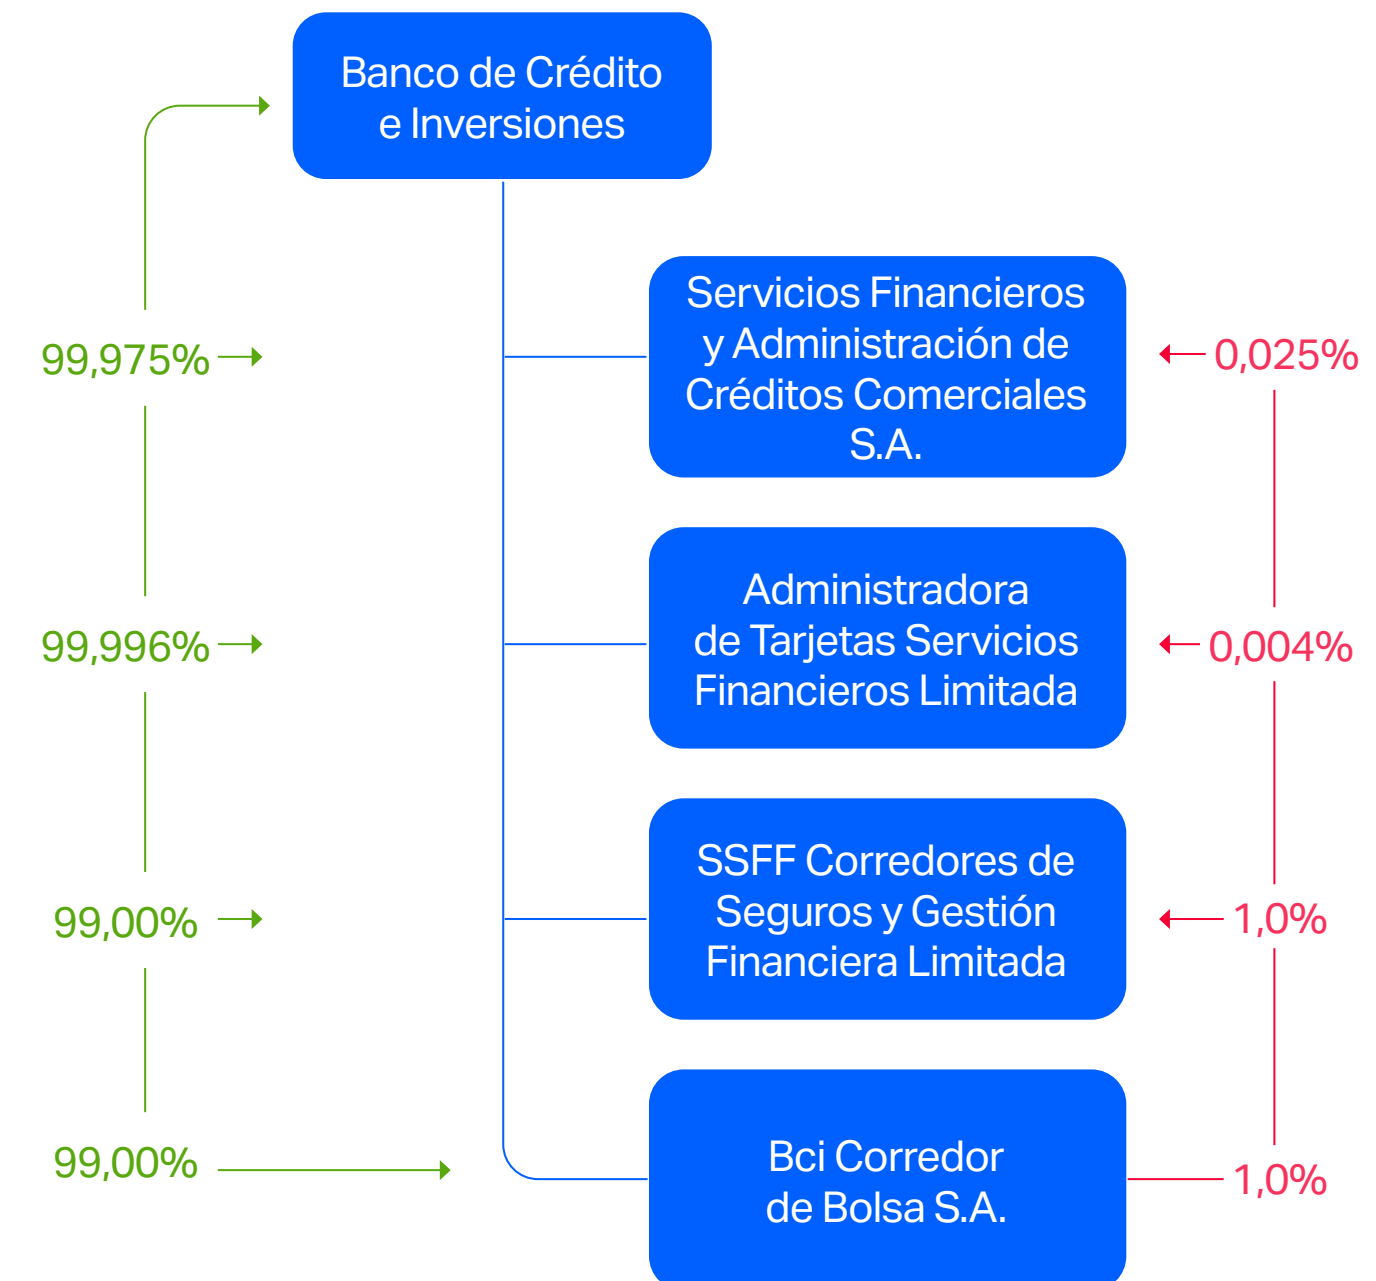 Banco de Crédito
e Inversiones
99,975%
Servicios Financieros
y Administración de
Créditos Comerciales
S.A.
0,025%
99,996%
Administradora
de Tarjetas Servicios
Financieros Limitada
0,004%
99,00%
SSFF Corredores de
Seguros y Gestión
Financiera Limitada
1,0%
99,00%
Bci Corredor
de Bolsa S.A.
1,0%